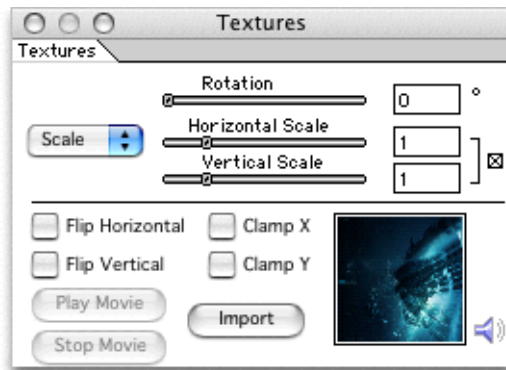 Textures
Textures
Rotation
0 °
Scale
Horizontal Scale
1
Vertical Scale
1
Flip Horizontal
Clamp X
Flip Vertical
Clamp Y
Play Movie
Import
Stop Movie